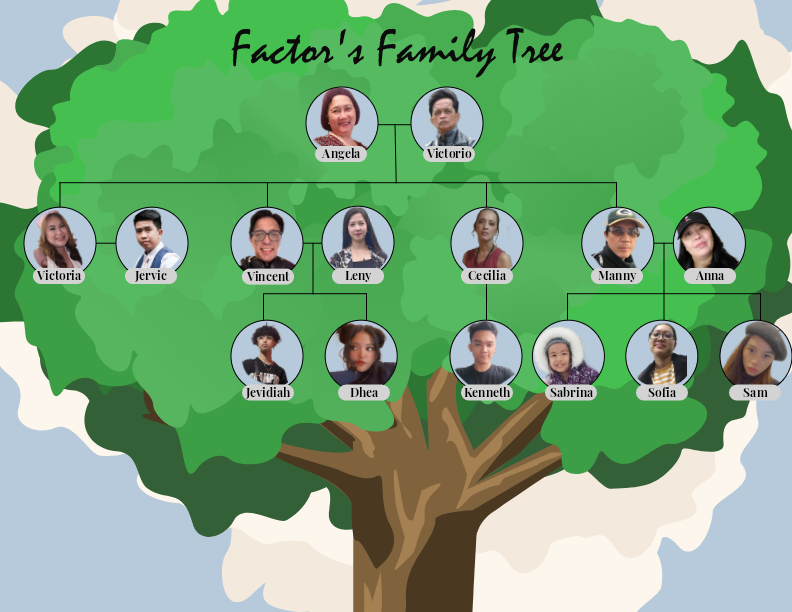 Factor's Family Tree
Angela
Victorio
Victoria
Jervic
Vincent
Leny
Cecilia
Manny
Anna
Jevidiah
Dhea
Kenneth
Sabrina
Sofia
Sam